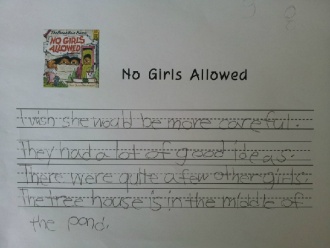 NO GIRLS
ALLOWED
No Girls Allowed
I wish she would be more careful.
They had a lot of good ideas.
There were quite a few other girls.
The tree house is in the middle of
the pond.